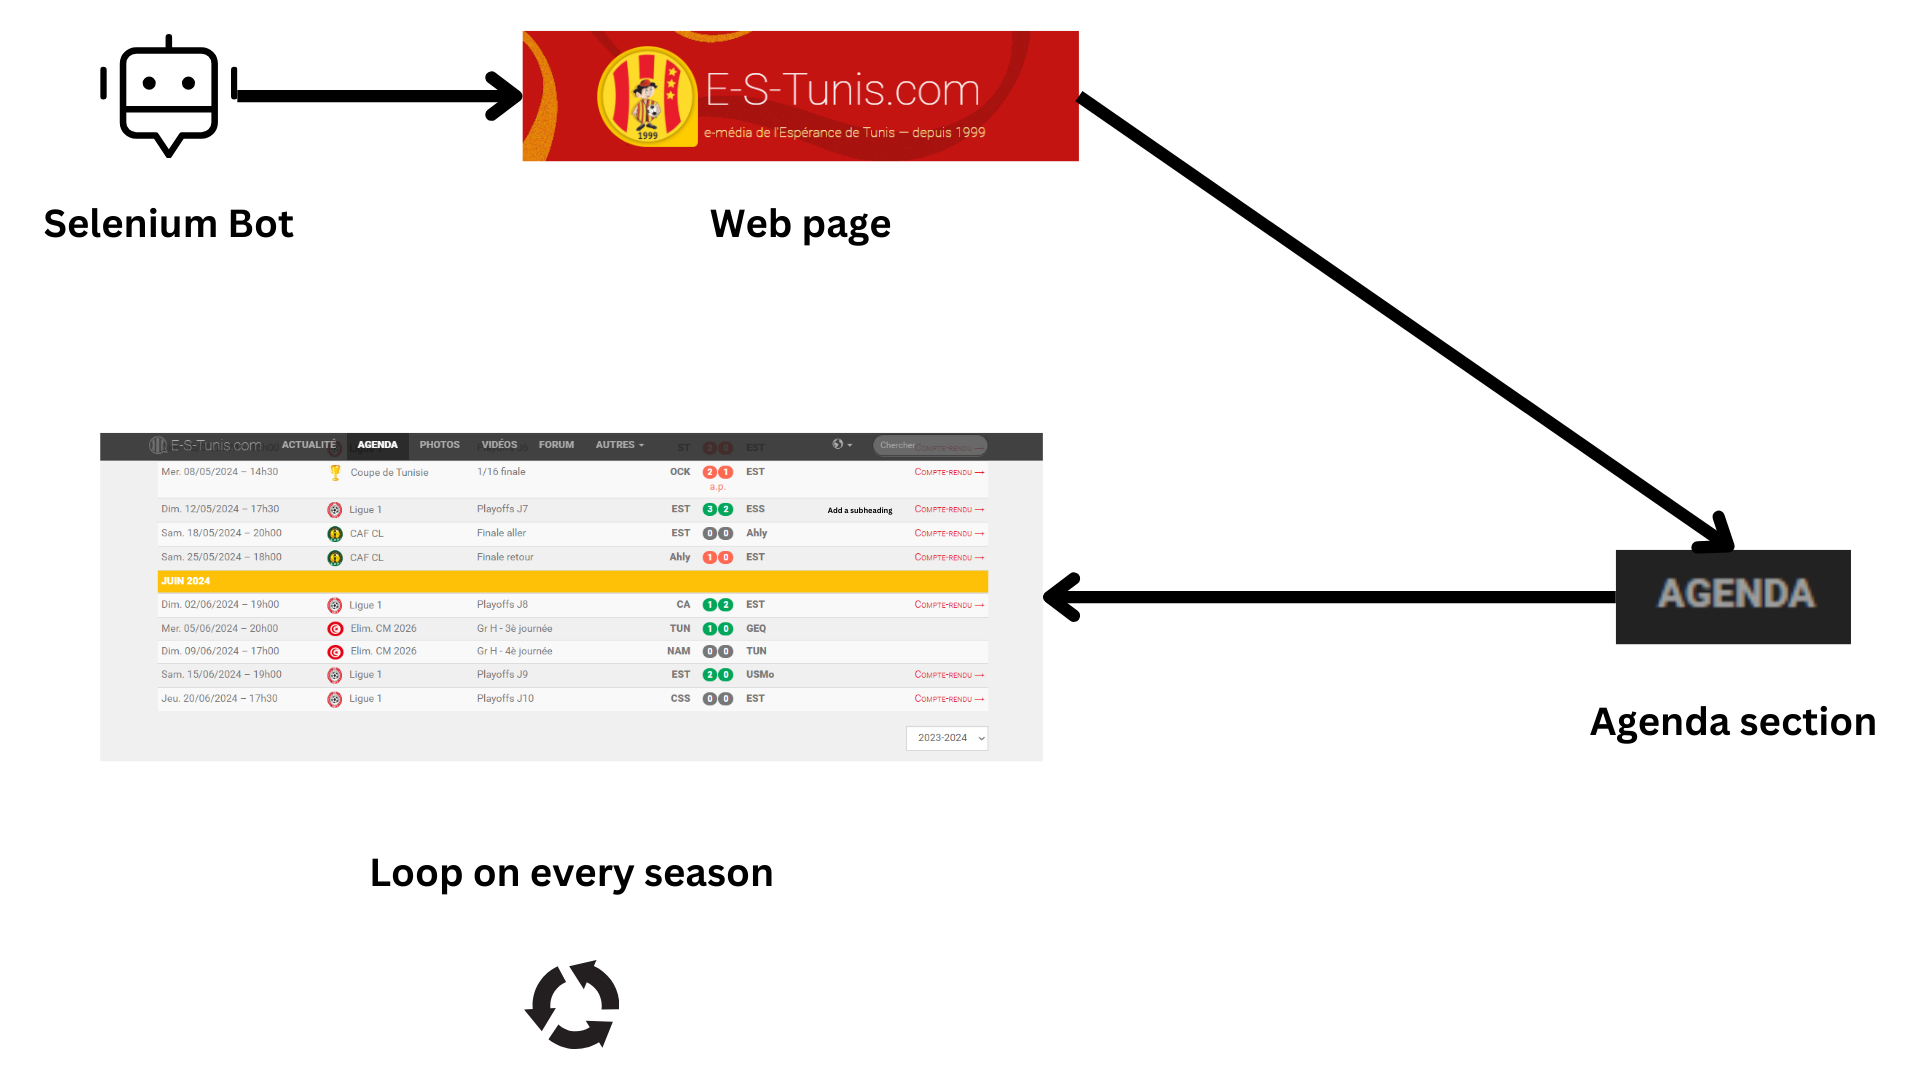 E-S-Tunis.com
e-média de l'Espérance de Tunis — depuis 1999
1999
Selenium Bot
Web page
E-S-Tunis.com ACTUALITÉ AGENDA PHOTOS VIDÉOS FORUM AUTRES Chercher
Mer. 08/05/2024 – 14h30 Coupe de Tunisie 1/16 finale OCK 2 1 EST COMPTE-RENDU →
a.p.
Dim. 12/05/2024 – 17h30 Ligue 1 Playoffs J7 EST 3 2 ESS Add a subheading COMPTE-RENDU →
Sam. 18/05/2024 – 20h00 CAF CL Finale aller EST 0 0 Ahly COMPTE-RENDU →
Sam. 25/05/2024 – 18h00 CAF CL Finale retour Ahly 1 0 EST COMPTE-RENDU →
JUIN 2024
Dim. 02/06/2024 – 19h00 Ligue 1 Playoffs J8 CA 1 2 EST COMPTE-RENDU →
Mer. 05/06/2024 – 20h00 Elim. CM 2026 Gr H - 3è journée TUN 1 0 GEQ
Dim. 09/06/2024 – 17h00 Elim. CM 2026 Gr H - 4è journée NAM 0 0 TUN
Sam. 15/06/2024 – 19h00 Ligue 1 Playoffs J9 EST 2 0 USMo COMPTE-RENDU →
Jeu. 20/06/2024 – 17h30 Ligue 1 Playoffs J10 CSS 0 0 EST COMPTE-RENDU →
2023-2024
AGENDA
Agenda section
Loop on every season